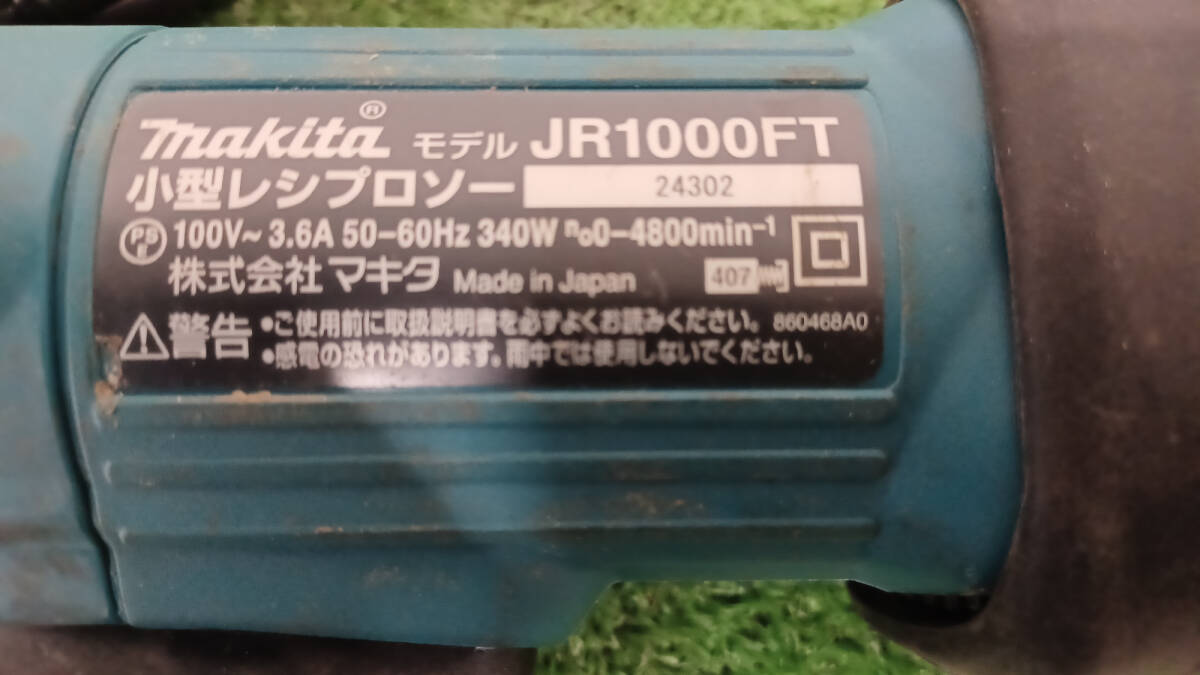 makita® モデル JR1000FT
小型レシプロソー 24302
PS E 100V～ 3.6A 50-60Hz 340W n₀0-4800min⁻¹
株式会社 マキタ Made in Japan 407
警告 •ご使用前に取扱説明書を必ずよくお読みください。 860468A0
•感電の恐れがあります。雨中では使用しないでください。